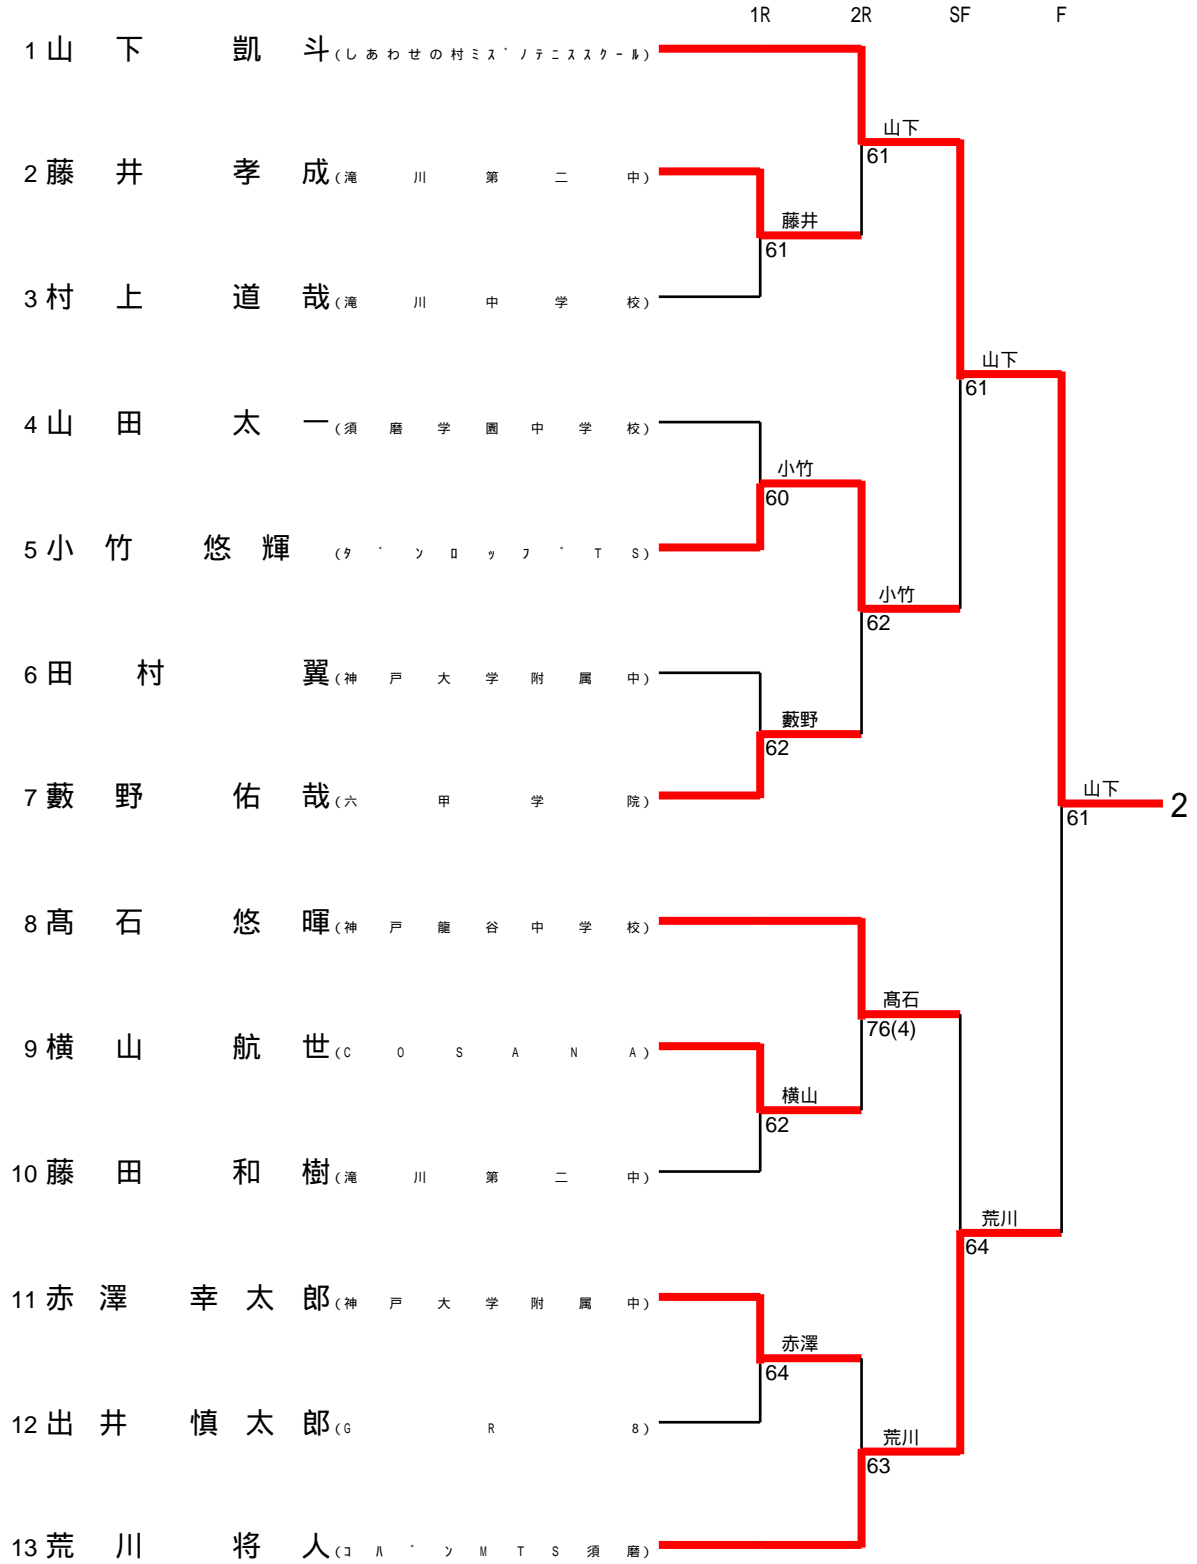 1R 2R SF F
1 山下 凱斗 (しあわせの村ミズノテニススクール)
山下
61
2 藤井 孝成 (滝川第二中)
藤井
61
3 村上 道哉 (滝川中学校)
山下
61
4 山田 太一 (須磨学園中学校)
小竹
60
5 小竹 悠輝 (ダンロップTS)
小竹
62
6 田村 翼 (神戸大学附属中)
藪野
62
7 藪野 佑哉 (六甲学院)
山下
61
2
8 髙石 悠暉 (神戸龍谷中学校)
髙石
76(4)
9 横山 航世 (COSANA)
横山
62
10 藤田 和樹 (滝川第二中)
荒川
64
11 赤澤 幸太郎 (神戸大学附属中)
赤澤
64
12 出井 慎太郎 (GR8)
荒川
63
13 荒川 将人 (コパンMTS須磨)